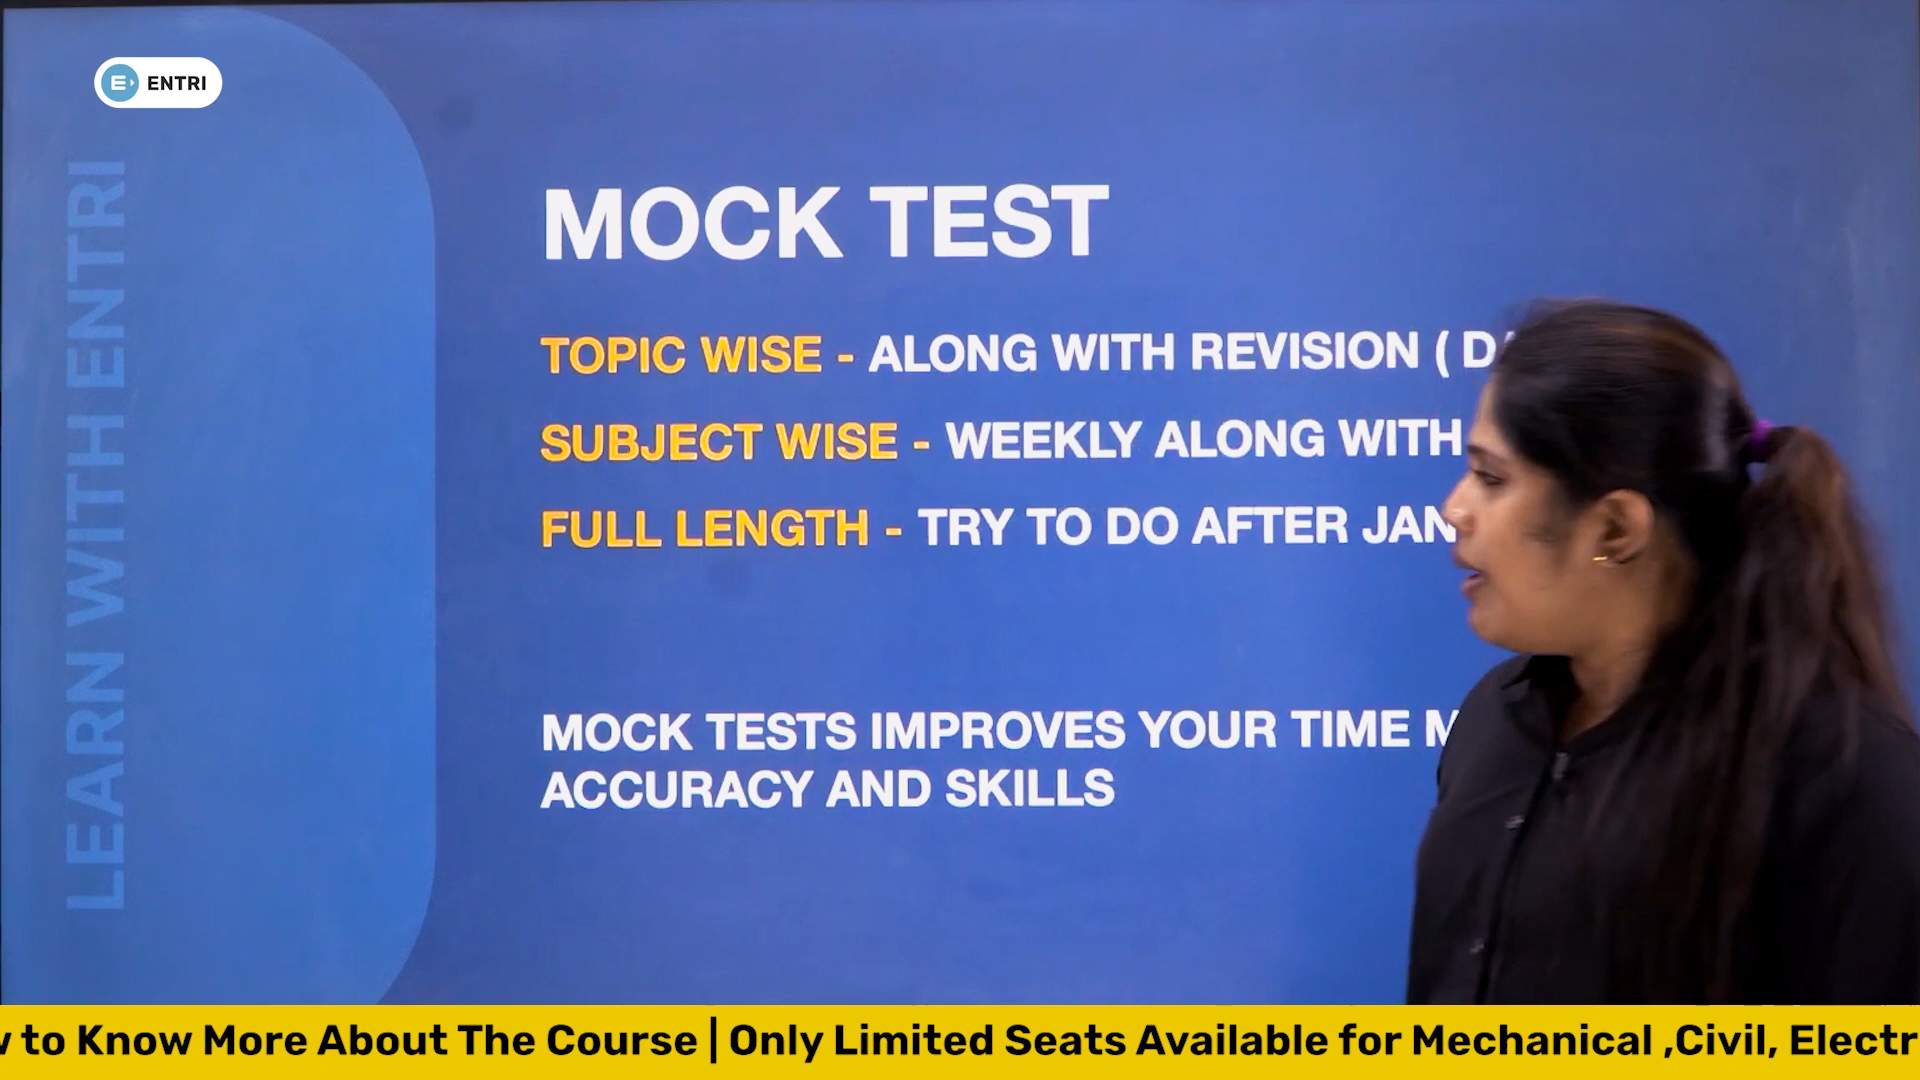 ENTRI
LEARN WITH ENTRI
MOCK TEST
TOPIC WISE - ALONG WITH REVISION (
SUBJECT WISE - WEEKLY ALONG WITH
FULL LENGTH - TRY TO DO AFTER JAN
MOCK TESTS IMPROVES YOUR TIME
ACCURACY AND SKILLS
to Know More About The Course | Only Limited Seats Available for Mechanical ,Civil,